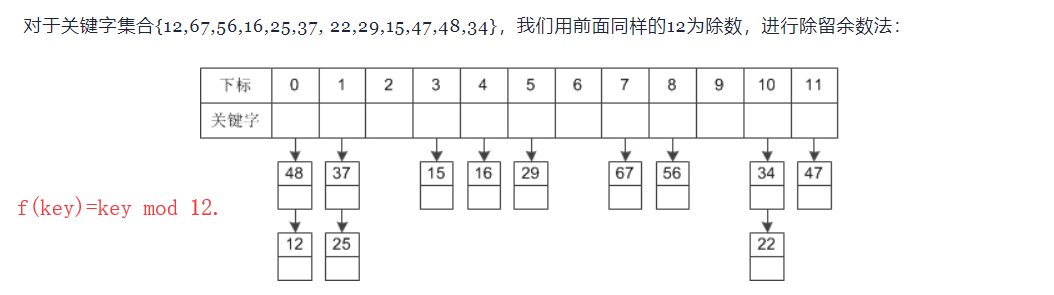 对于关键字集合{12,67,56,16,25,37, 22,29,15,47,48,34}，我们用前面同样的12为除数，进行除留余数法：
下标 0 1 2 3 4 5 6 7 8 9 10 11
关键字
48 37 15 16 29 67 56 34 47
f(key)=key mod 12.
12 25 22